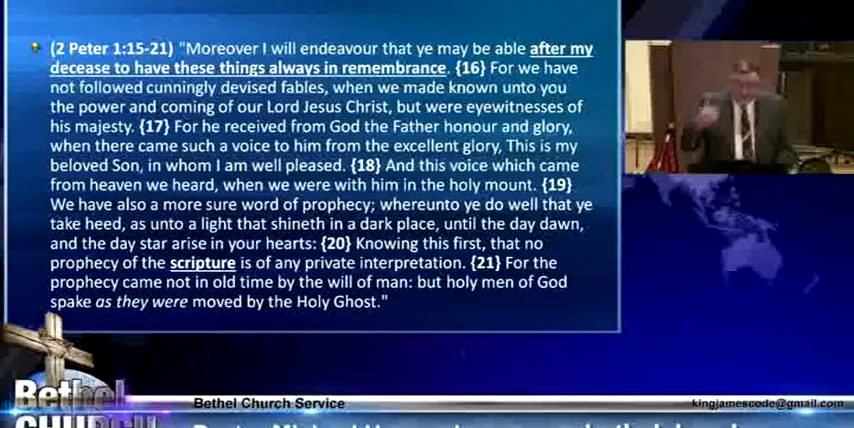 (2 Peter 1:15-21) "Moreover I will endeavour that ye may be able after my
decease to have these things always in remembrance. {16} For we have
not followed cunningly devised fables, when we made known unto you
the power and coming of our Lord Jesus Christ, but were eyewitnesses of
his majesty. {17} For he received from God the Father honour and glory,
when there came such a voice to him from the excellent glory, This is my
beloved Son, in whom I am well pleased. {18} And this voice which came
from heaven we heard, when we were with him in the holy mount. {19}
We have also a more sure word of prophecy; whereunto ye do well that ye
take heed, as unto a light that shineth in a dark place, until the day dawn,
and the day star arise in your hearts: {20} Knowing this first, that no
prophecy of the scripture is of any private interpretation. {21} For the
prophecy came not in old time by the will of man: but holy men of God
spake as they were moved by the Holy Ghost."
Bethel
CHURCH
Bethel Church Service
kingjamescode@gmail.com